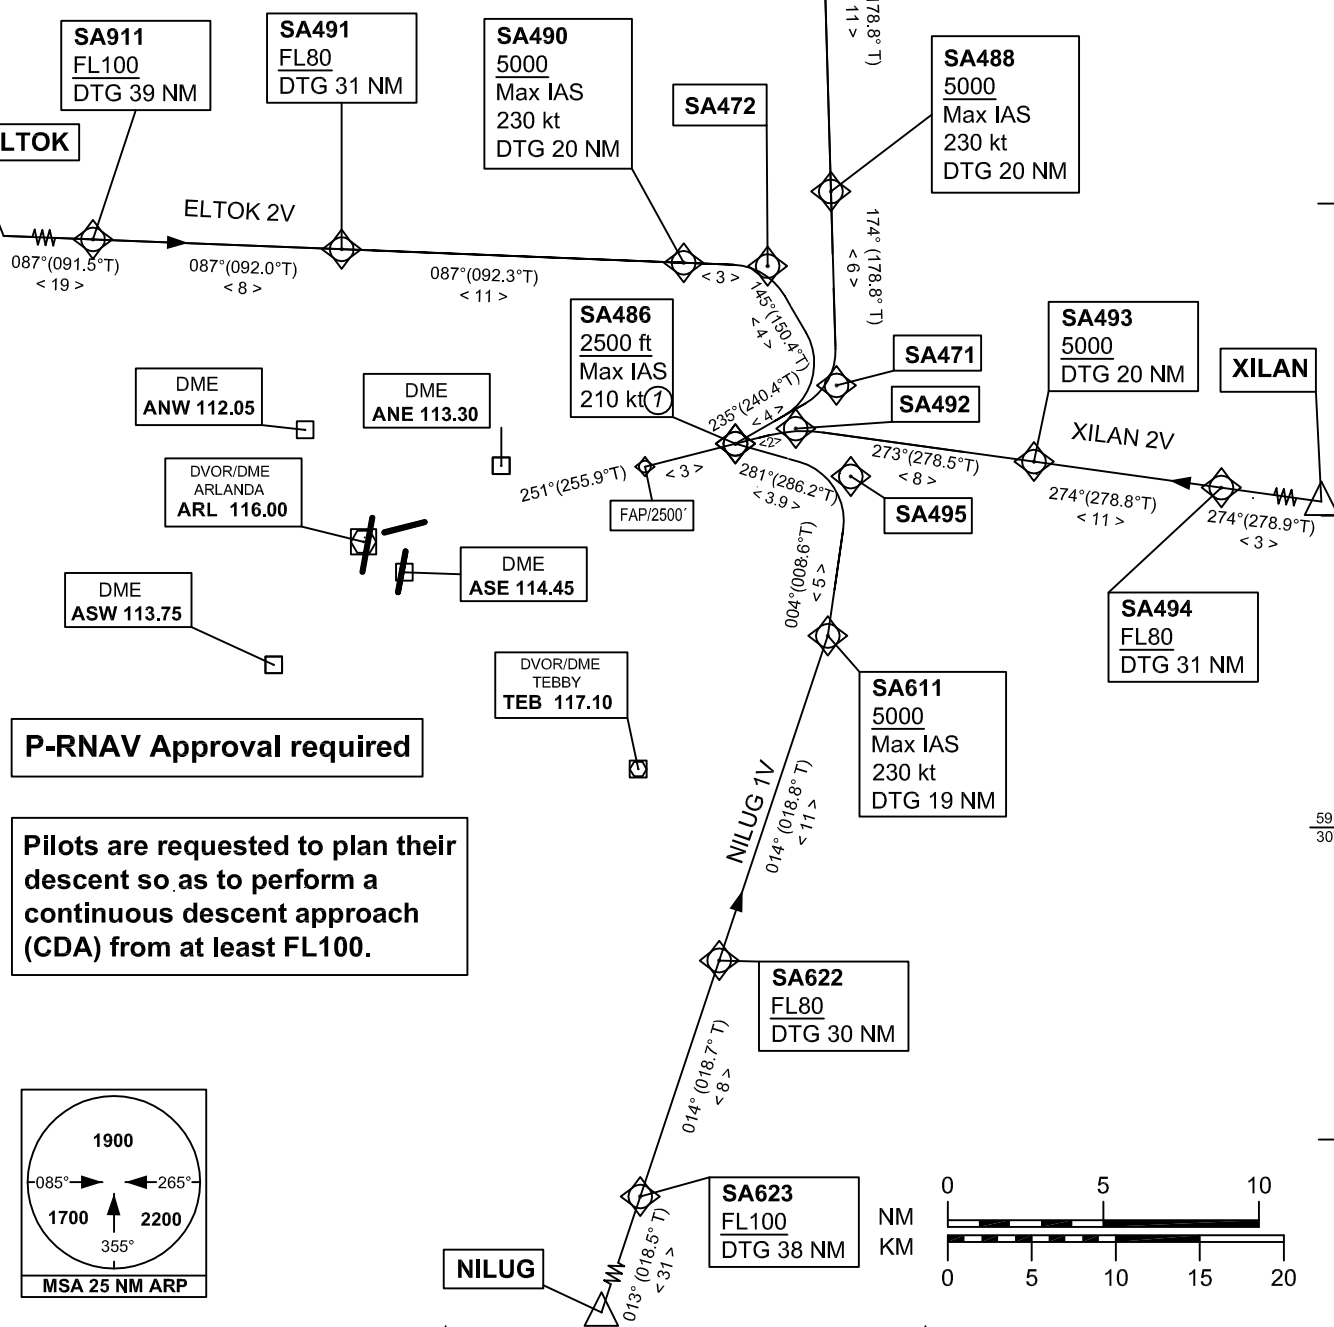 SA911
FL100
DTG 39 NM
SA491
FL80
DTG 31 NM
SA490
5000
Max IAS
230 kt
DTG 20 NM
SA472
178.8° T)
11 >
SA488
5000
Max IAS
230 kt
DTG 20 NM
LTOK
ELTOK 2V
087°(091.5°T)
< 19 >
087°(092.0°T)
< 8 >
087°(092.3°T)
< 11 >
< 3 >
145°(150.4°T)
< 4 >
174° (178.8° T)
< 6 >
SA486
2500 ft
Max IAS
210 kt 1
235°(240.4°T)
< 4 >
SA471
SA492
SA493
5000
DTG 20 NM
XILAN
XILAN 2V
DME
ANW 112.05
DME
ANE 113.30
DVOR/DME
ARLANDA
ARL 116.00
251°(255.9°T)
< 3 >
281°(286.2°T)
< 3.9 >
273°(278.5°T)
< 8 >
274°(278.8°T)
< 11 >
274°(278.9°T)
< 3 >
FAP/2500´
SA495
DME
ASE 114.45
DME
ASW 113.75
004°(008.6°T)
< 5 >
SA494
FL80
DTG 31 NM
DVOR/DME
TEBBY
TEB 117.10
SA611
5000
Max IAS
230 kt
DTG 19 NM
P-RNAV Approval required
NILUG 1V
014° (018.8° T)
< 11 >
59
30
Pilots are requested to plan their
descent so as to perform a
continuous descent approach
(CDA) from at least FL100.
SA622
FL80
DTG 30 NM
014° (018.7° T)
< 8 >
1900
085°
265°
1700
2200
355°
MSA 25 NM ARP
SA623
FL100
DTG 38 NM
013° (018.5° T)
< 31 >
NILUG
0 5 10
NM
KM
0 5 10 15 20